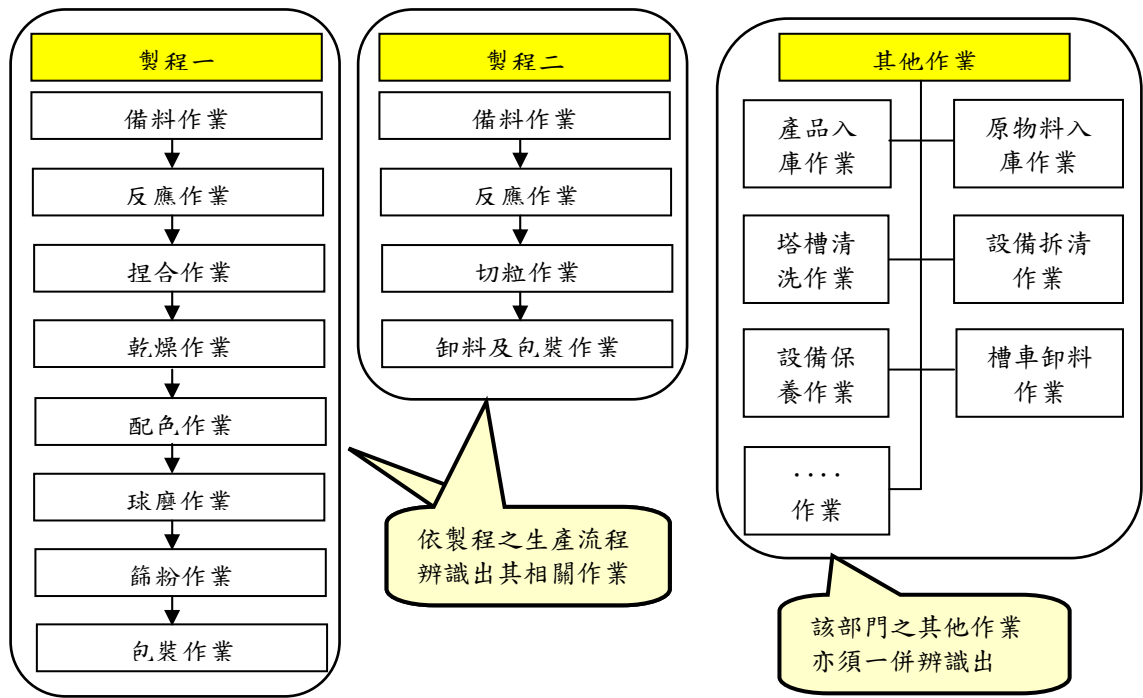 製程一
備料作業
反應作業
捏合作業
乾燥作業
配色作業
球磨作業
篩粉作業
包裝作業
製程二
備料作業
反應作業
切粒作業
卸料及包裝作業
依製程之生產流程
辨識出其相關作業
其他作業
產品入
庫作業
原物料入
庫作業
塔槽清
洗作業
設備拆清
作業
設備保
養作業
槽車卸料
作業
....
作業
該部門之其他作業
亦須一併辨識出